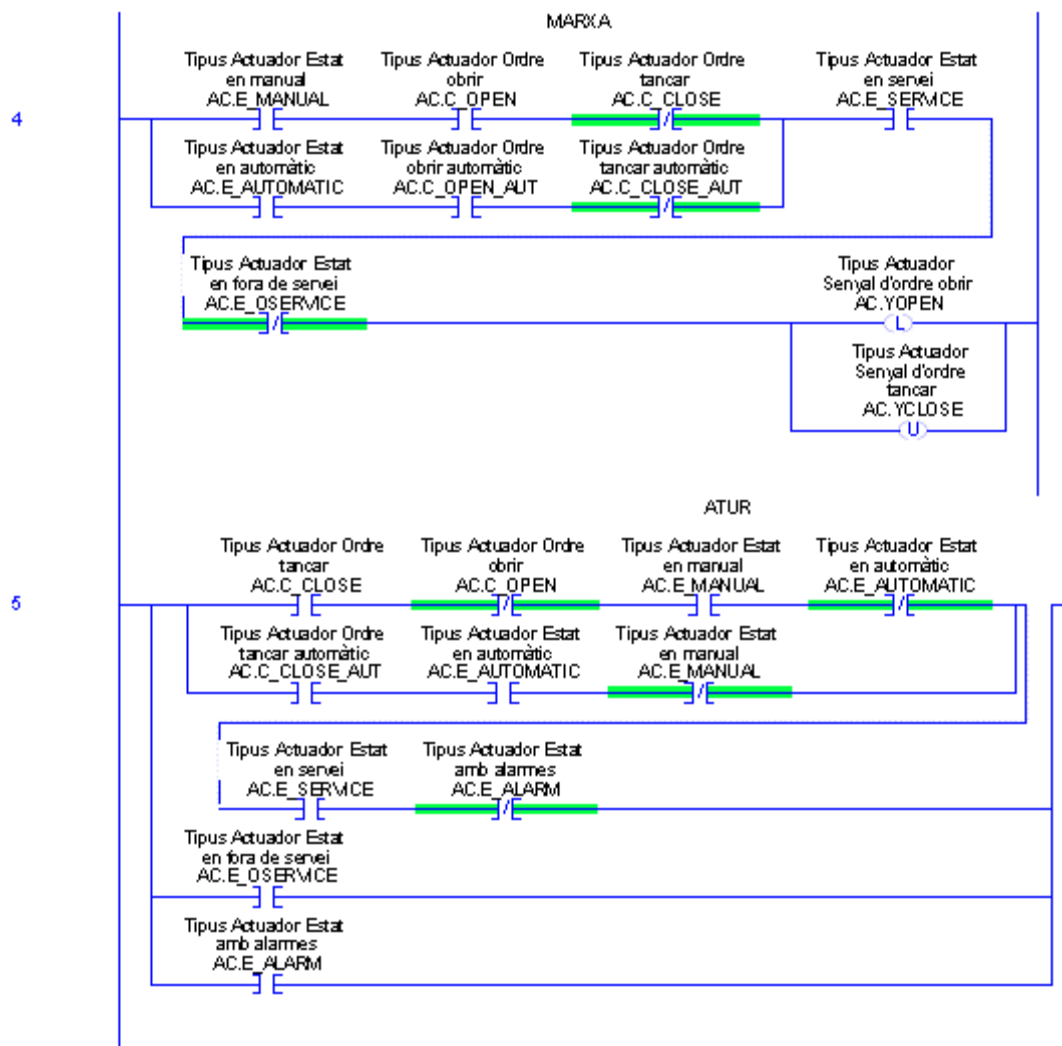 MARXA
4
Tipus Actuador Estat
en manual
AC.E_MANUAL
Tipus Actuador Ordre
obrir
AC.C_OPEN
Tipus Actuador Ordre
tancar
AC.C_CLOSE
Tipus Actuador Estat
en servei
AC.E_SERVICE
Tipus Actuador Estat
en automàtic
AC.E_AUTOMATIC
Tipus Actuador Ordre
obrir automàtic
AC.C_OPEN_AUT
Tipus Actuador Ordre
tancar automàtic
AC.C_CLOSE_AUT
Tipus Actuador Estat
en fora de servei
AC.E_OSERVICE
Tipus Actuador
Senyal d'ordre obrir
AC.YOPEN
L
Tipus Actuador
Senyal d'ordre
tancar
AC.YCLOSE
U
ATUR
5
Tipus Actuador Ordre
tancar
AC.C_CLOSE
Tipus Actuador Ordre
obrir
AC.C_OPEN
Tipus Actuador Estat
en manual
AC.E_MANUAL
Tipus Actuador Estat
en automàtic
AC.E_AUTOMATIC
Tipus Actuador Ordre
tancar automàtic
AC.C_CLOSE_AUT
Tipus Actuador Estat
en automàtic
AC.E_AUTOMATIC
Tipus Actuador Estat
en manual
AC.E_MANUAL
Tipus Actuador Estat
en servei
AC.E_SERVICE
Tipus Actuador Estat
amb alarmes
AC.E_ALARM
Tipus Actuador Estat
en fora de servei
AC.E_OSERVICE
Tipus Actuador Estat
amb alarmes
AC.E_ALARM